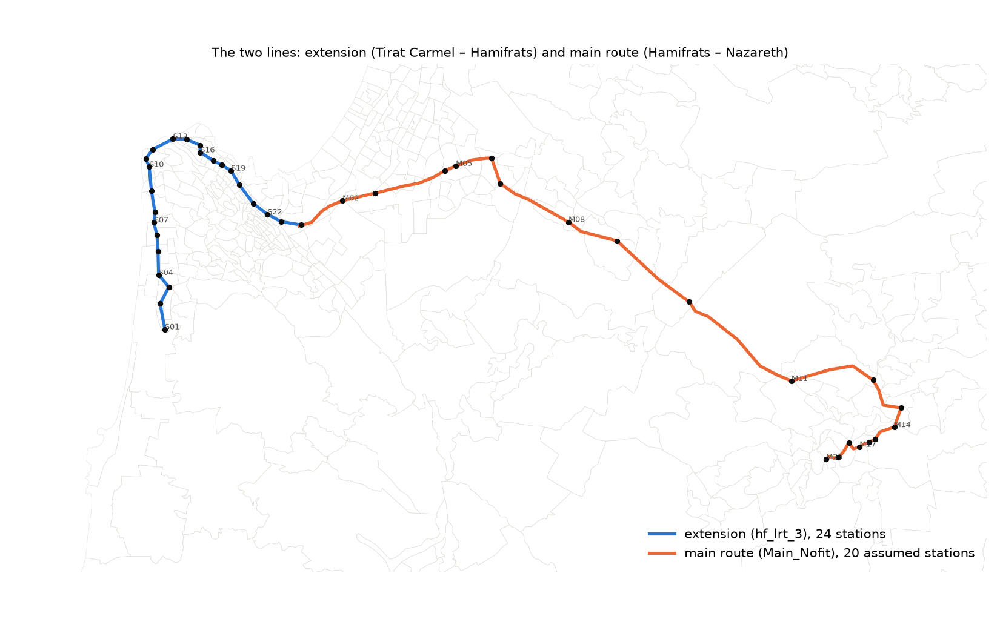 The two lines: extension (Tirat Carmel – Hamifrats) and main route (Hamifrats – Nazareth)
S13
S16
S10
S19
M05
M02
S22
S07
M08
S04
S01
M11
M14
M17
extension (hf_lrt_3), 24 stations
main route (Main_Nofit), 20 assumed stations